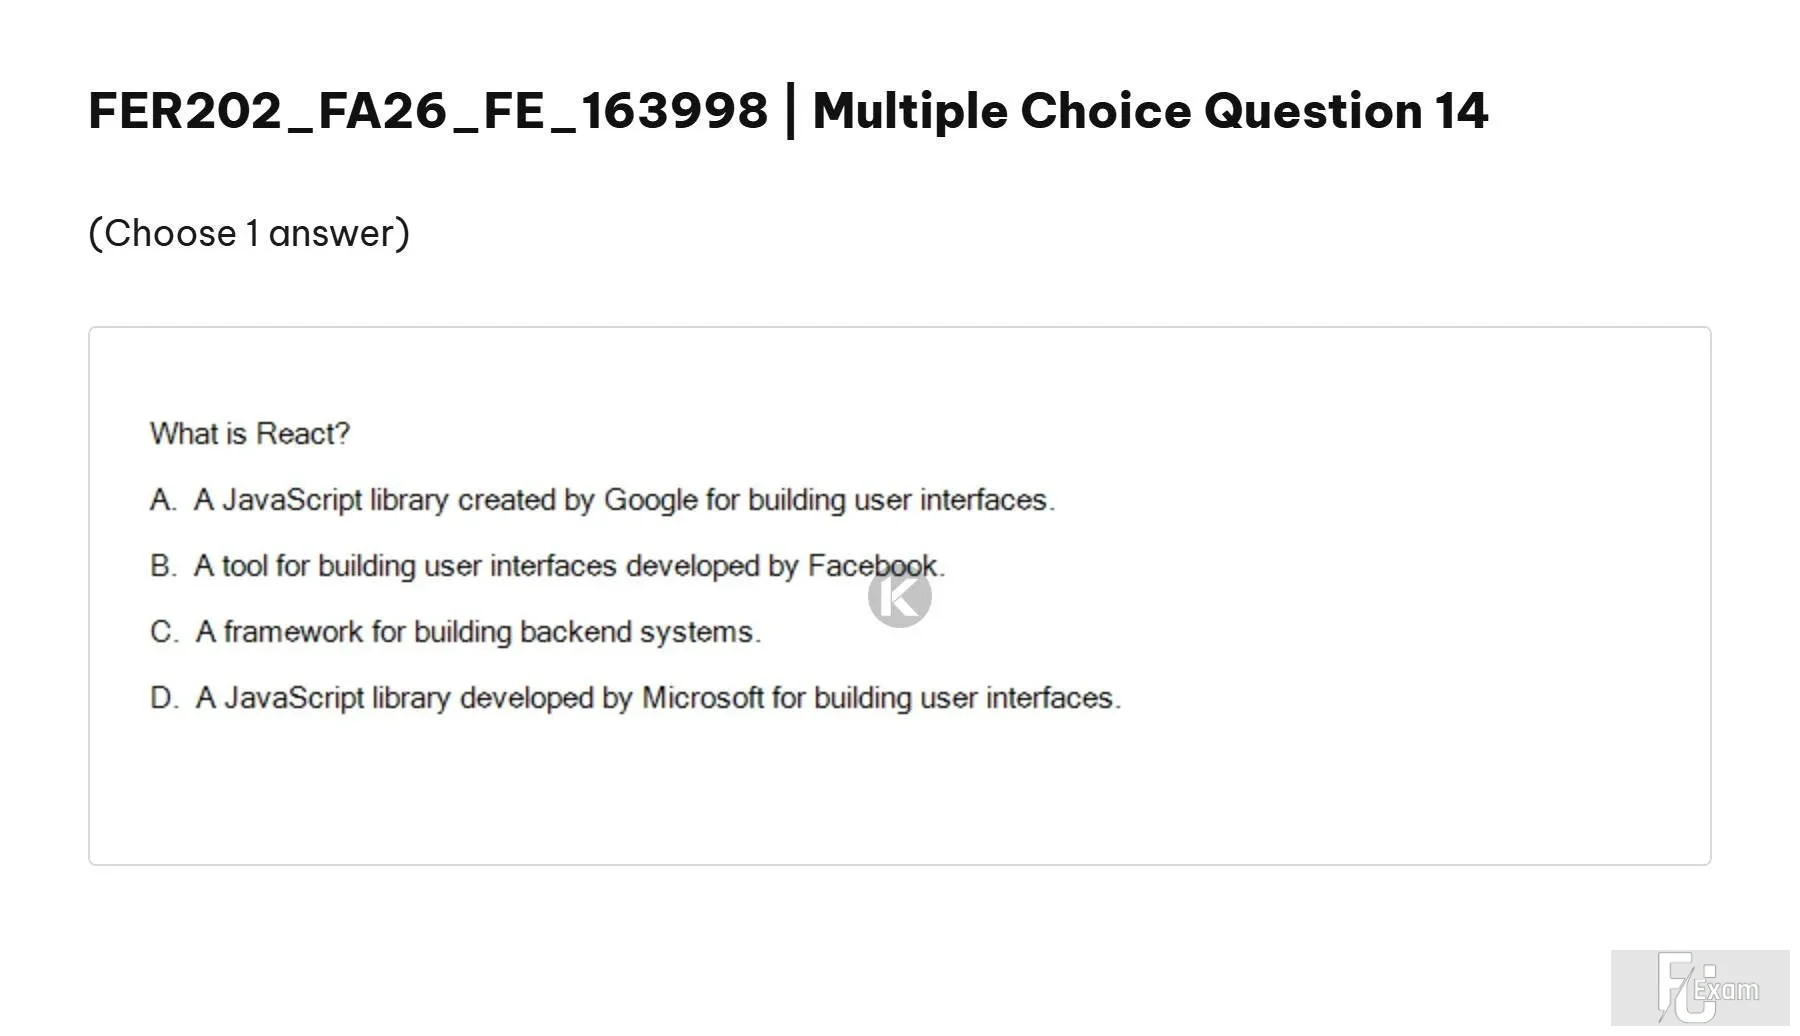 FER202_FA26_FE_163998 | Multiple Choice Question 14
(Choose 1 answer)
What is React?
A. A JavaScript library created by Google for building user interfaces.
B. A tool for building user interfaces developed by Facebook.
C. A framework for building backend systems.
D. A JavaScript library developed by Microsoft for building user interfaces.
K
FU Exam